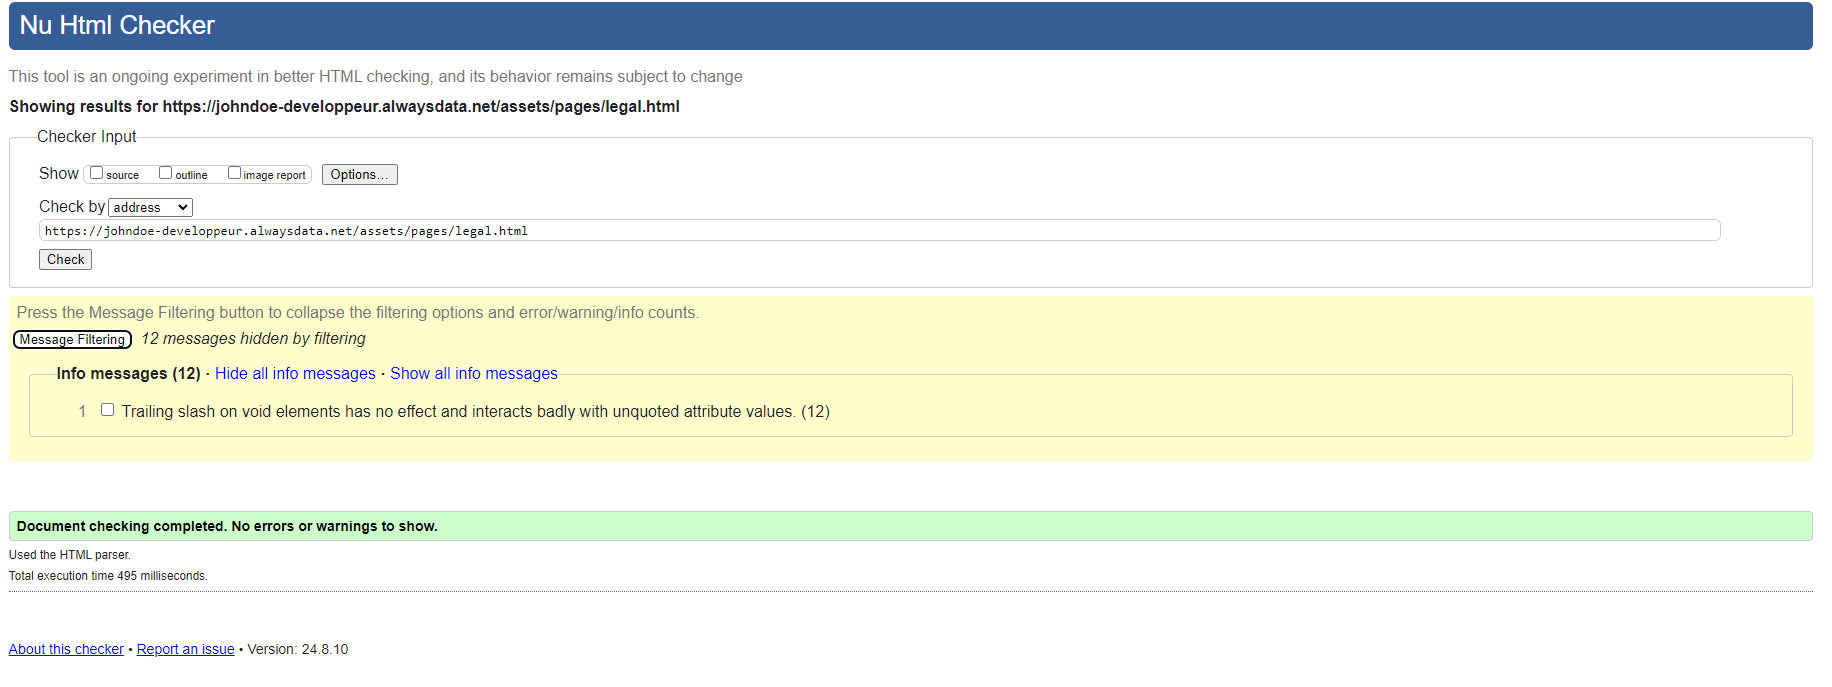 Nu Html Checker
This tool is an ongoing experiment in better HTML checking, and its behavior remains subject to change
Showing results for https://johndoe-developpeur.alwaysdata.net/assets/pages/legal.html
Checker Input
Show source outline image report Options...
Check by address
https://johndoe-developpeur.alwaysdata.net/assets/pages/legal.html
Check
Press the Message Filtering button to collapse the filtering options and error/warning/info counts.
Message Filtering 12 messages hidden by filtering
Info messages (12) · Hide all info messages · Show all info messages
1 Trailing slash on void elements has no effect and interacts badly with unquoted attribute values. (12)
Document checking completed. No errors or warnings to show.
Used the HTML parser.
Total execution time 495 milliseconds.
About this checker • Report an issue • Version: 24.8.10